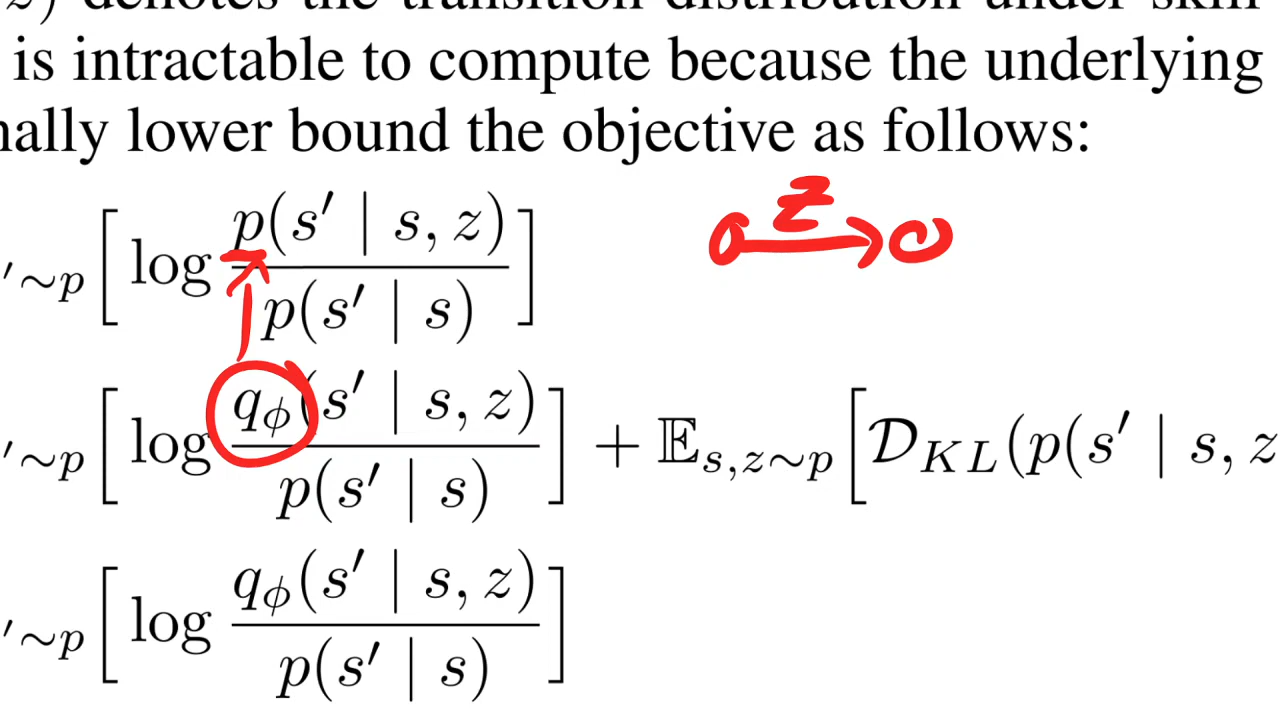 z) denotes the transition distribution under skill
is intractable to compute because the underlying
nally lower bound the objective as follows:
z
′∼p [ log p(s′ | s, z) / p(s′ | s) ]
′∼p [ log qϕ(s′ | s, z) / p(s′ | s) ] + 𝔼s,z∼p [ 𝒟KL(p(s′ | s, z
′∼p [ log qϕ(s′ | s, z) / p(s′ | s) ]